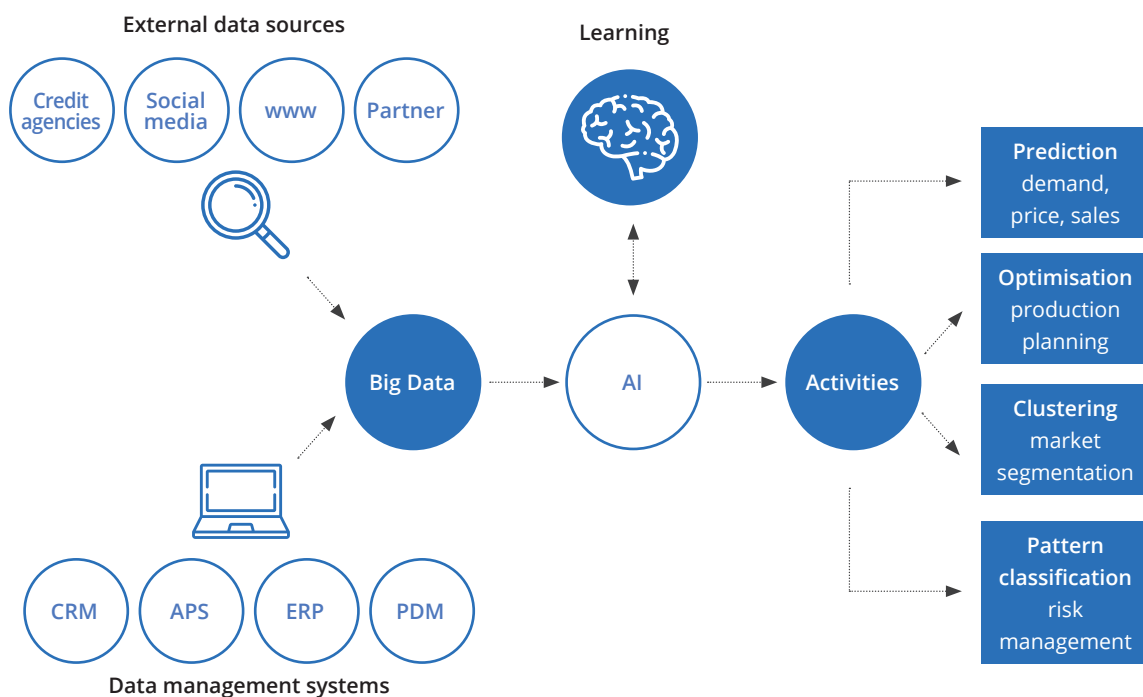 External data sources
Credit
agencies
Social
media
www
Partner
Learning
Big Data
AI
Activities
Prediction
demand,
price, sales
Optimisation
production
planning
Clustering
market
segmentation
Pattern
classification
risk
management
CRM
APS
ERP
PDM
Data management systems